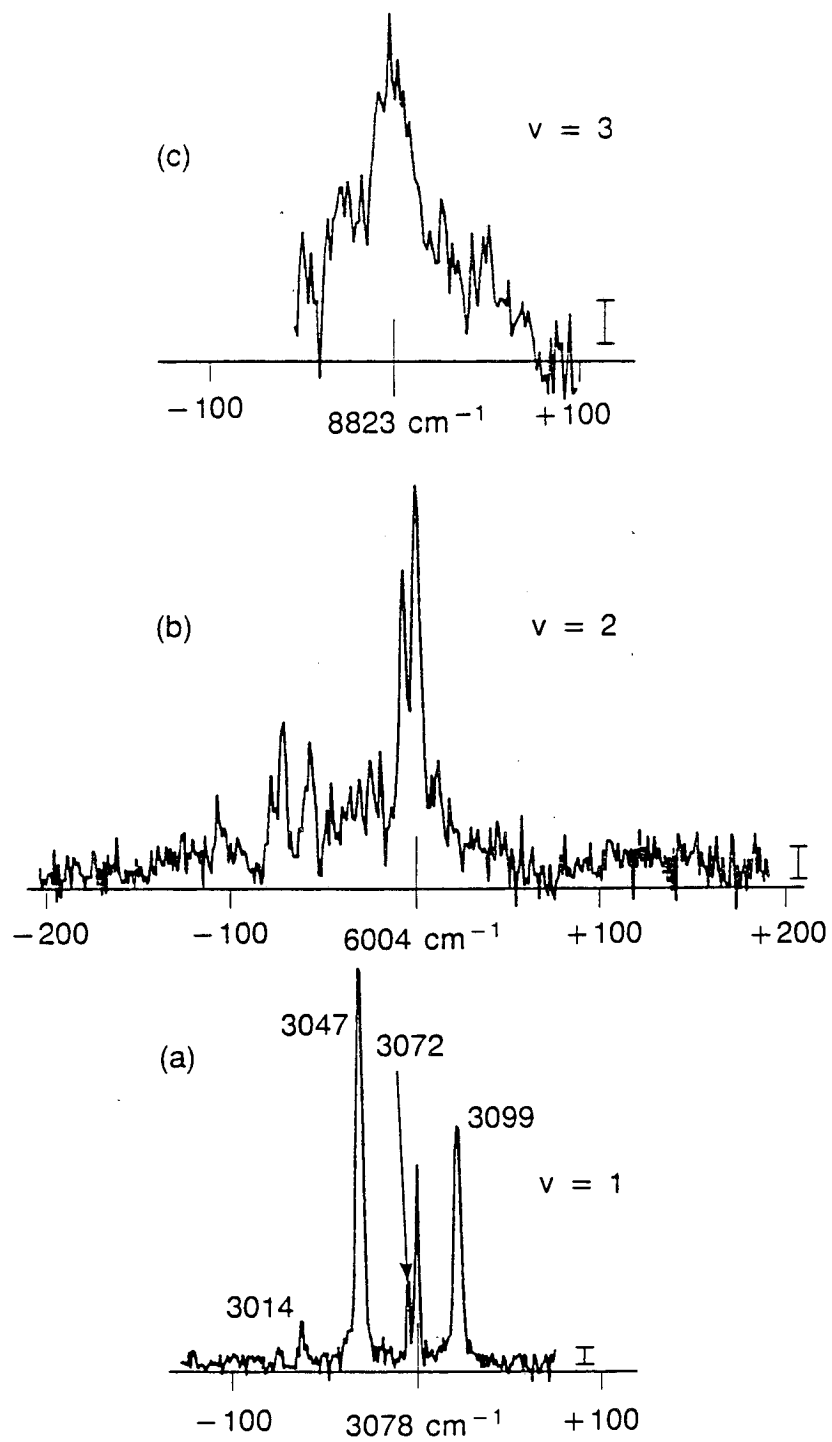 (c)
v = 3
−100
8823 cm⁻¹
+100
(b)
v = 2
−200
−100
6004 cm⁻¹
+100
+200
3047
3072
(a)
3099
v = 1
3014
−100
3078 cm⁻¹
+100